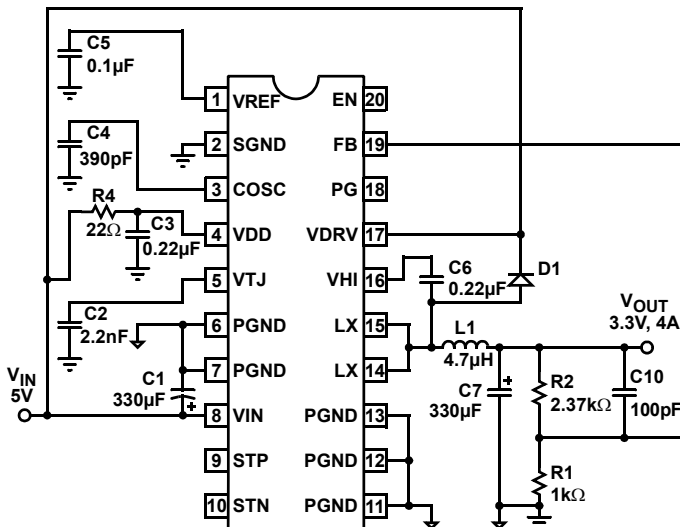 C5
0.1µF
C4
390pF
R4
22Ω
C3
0.22µF
C2
2.2nF
C1
330µF
VIN
5V
1 VREF
2 SGND
3 COSC
4 VDD
5 VTJ
6 PGND
7 PGND
8 VIN
9 STP
10 STN
EN 20
FB 19
PG 18
VDRV 17
VHI 16
LX 15
LX 14
PGND 13
PGND 12
PGND 11
C6
0.22µF
D1
L1
4.7µH
VOUT
3.3V, 4A
C7
330µF
R2
2.37kΩ
C10
100pF
R1
1kΩ
+
+